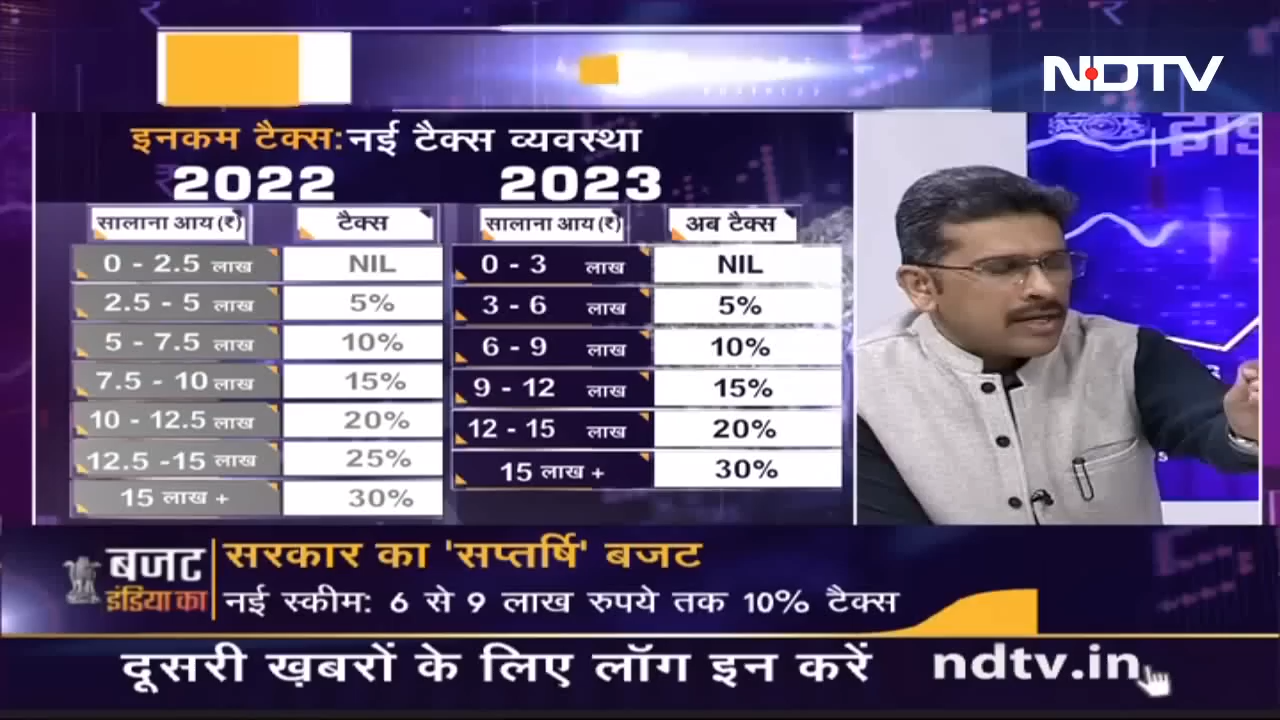 NDTV
इनकम टैक्स:नई टैक्स व्यवस्था
2022 2023
सालाना आय (₹) टैक्स सालाना आय (₹) अब टैक्स
0 - 2.5 लाख NIL 0 - 3 लाख NIL
2.5 - 5 लाख 5% 3 - 6 लाख 5%
5 - 7.5 लाख 10% 6 - 9 लाख 10%
7.5 - 10 लाख 15% 9 - 12 लाख 15%
10 - 12.5 लाख 20% 12 - 15 लाख 20%
12.5 -15 लाख 25% 15 लाख + 30%
15 लाख + 30%
बजट
इंडिया का
सरकार का 'सप्तर्षि' बजट
नई स्कीम: 6 से 9 लाख रुपये तक 10% टैक्स
दूसरी ख़बरों के लिए लॉग इन करें ndtv.in